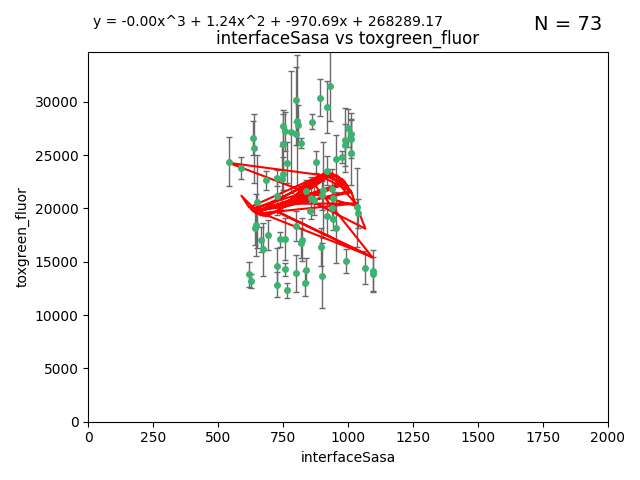 y = -0.00x^3 + 1.24x^2 + -970.69x + 268289.17
N = 73
interfaceSasa vs toxgreen_fluor
30000
25000
20000
15000
10000
5000
0
toxgreen_fluor
0 250 500 750 1000 1250 1500 1750 2000
interfaceSasa